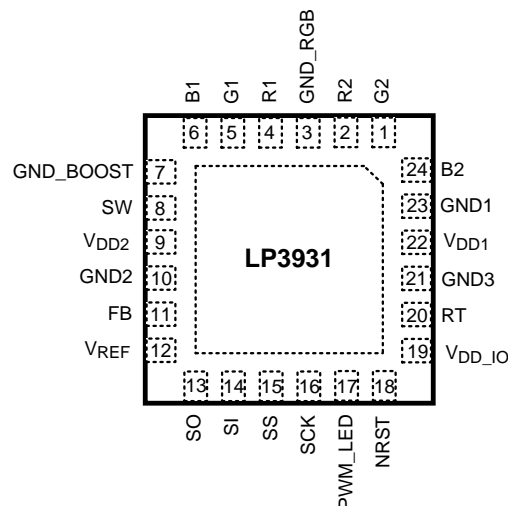 B1 G1 R1 GND_RGB R2 G2
6 5 4 3 2 1
GND_BOOST 7
SW 8
VDD2 9
GND2 10
FB 11
VREF 12
LP3931
24 B2
23 GND1
22 VDD1
21 GND3
20 RT
19 VDD_IO
13 14 15 16 17 18
SO SI SS SCK PWM_LED NRST